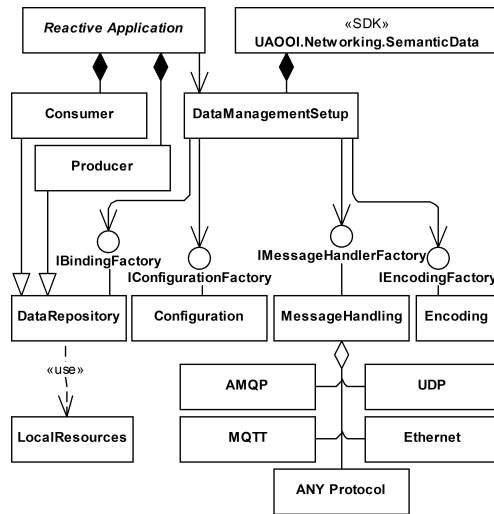 Reactive Application
«SDK»
UAOOI.Networking.SemanticData
Consumer
DataManagementSetup
Producer
IBindingFactory
IConfigurationFactory
IMessageHandlerFactory
IEncodingFactory
DataRepository
Configuration
MessageHandling
Encoding
«use»
AMQP
UDP
LocalResources
MQTT
Ethernet
ANY Protocol